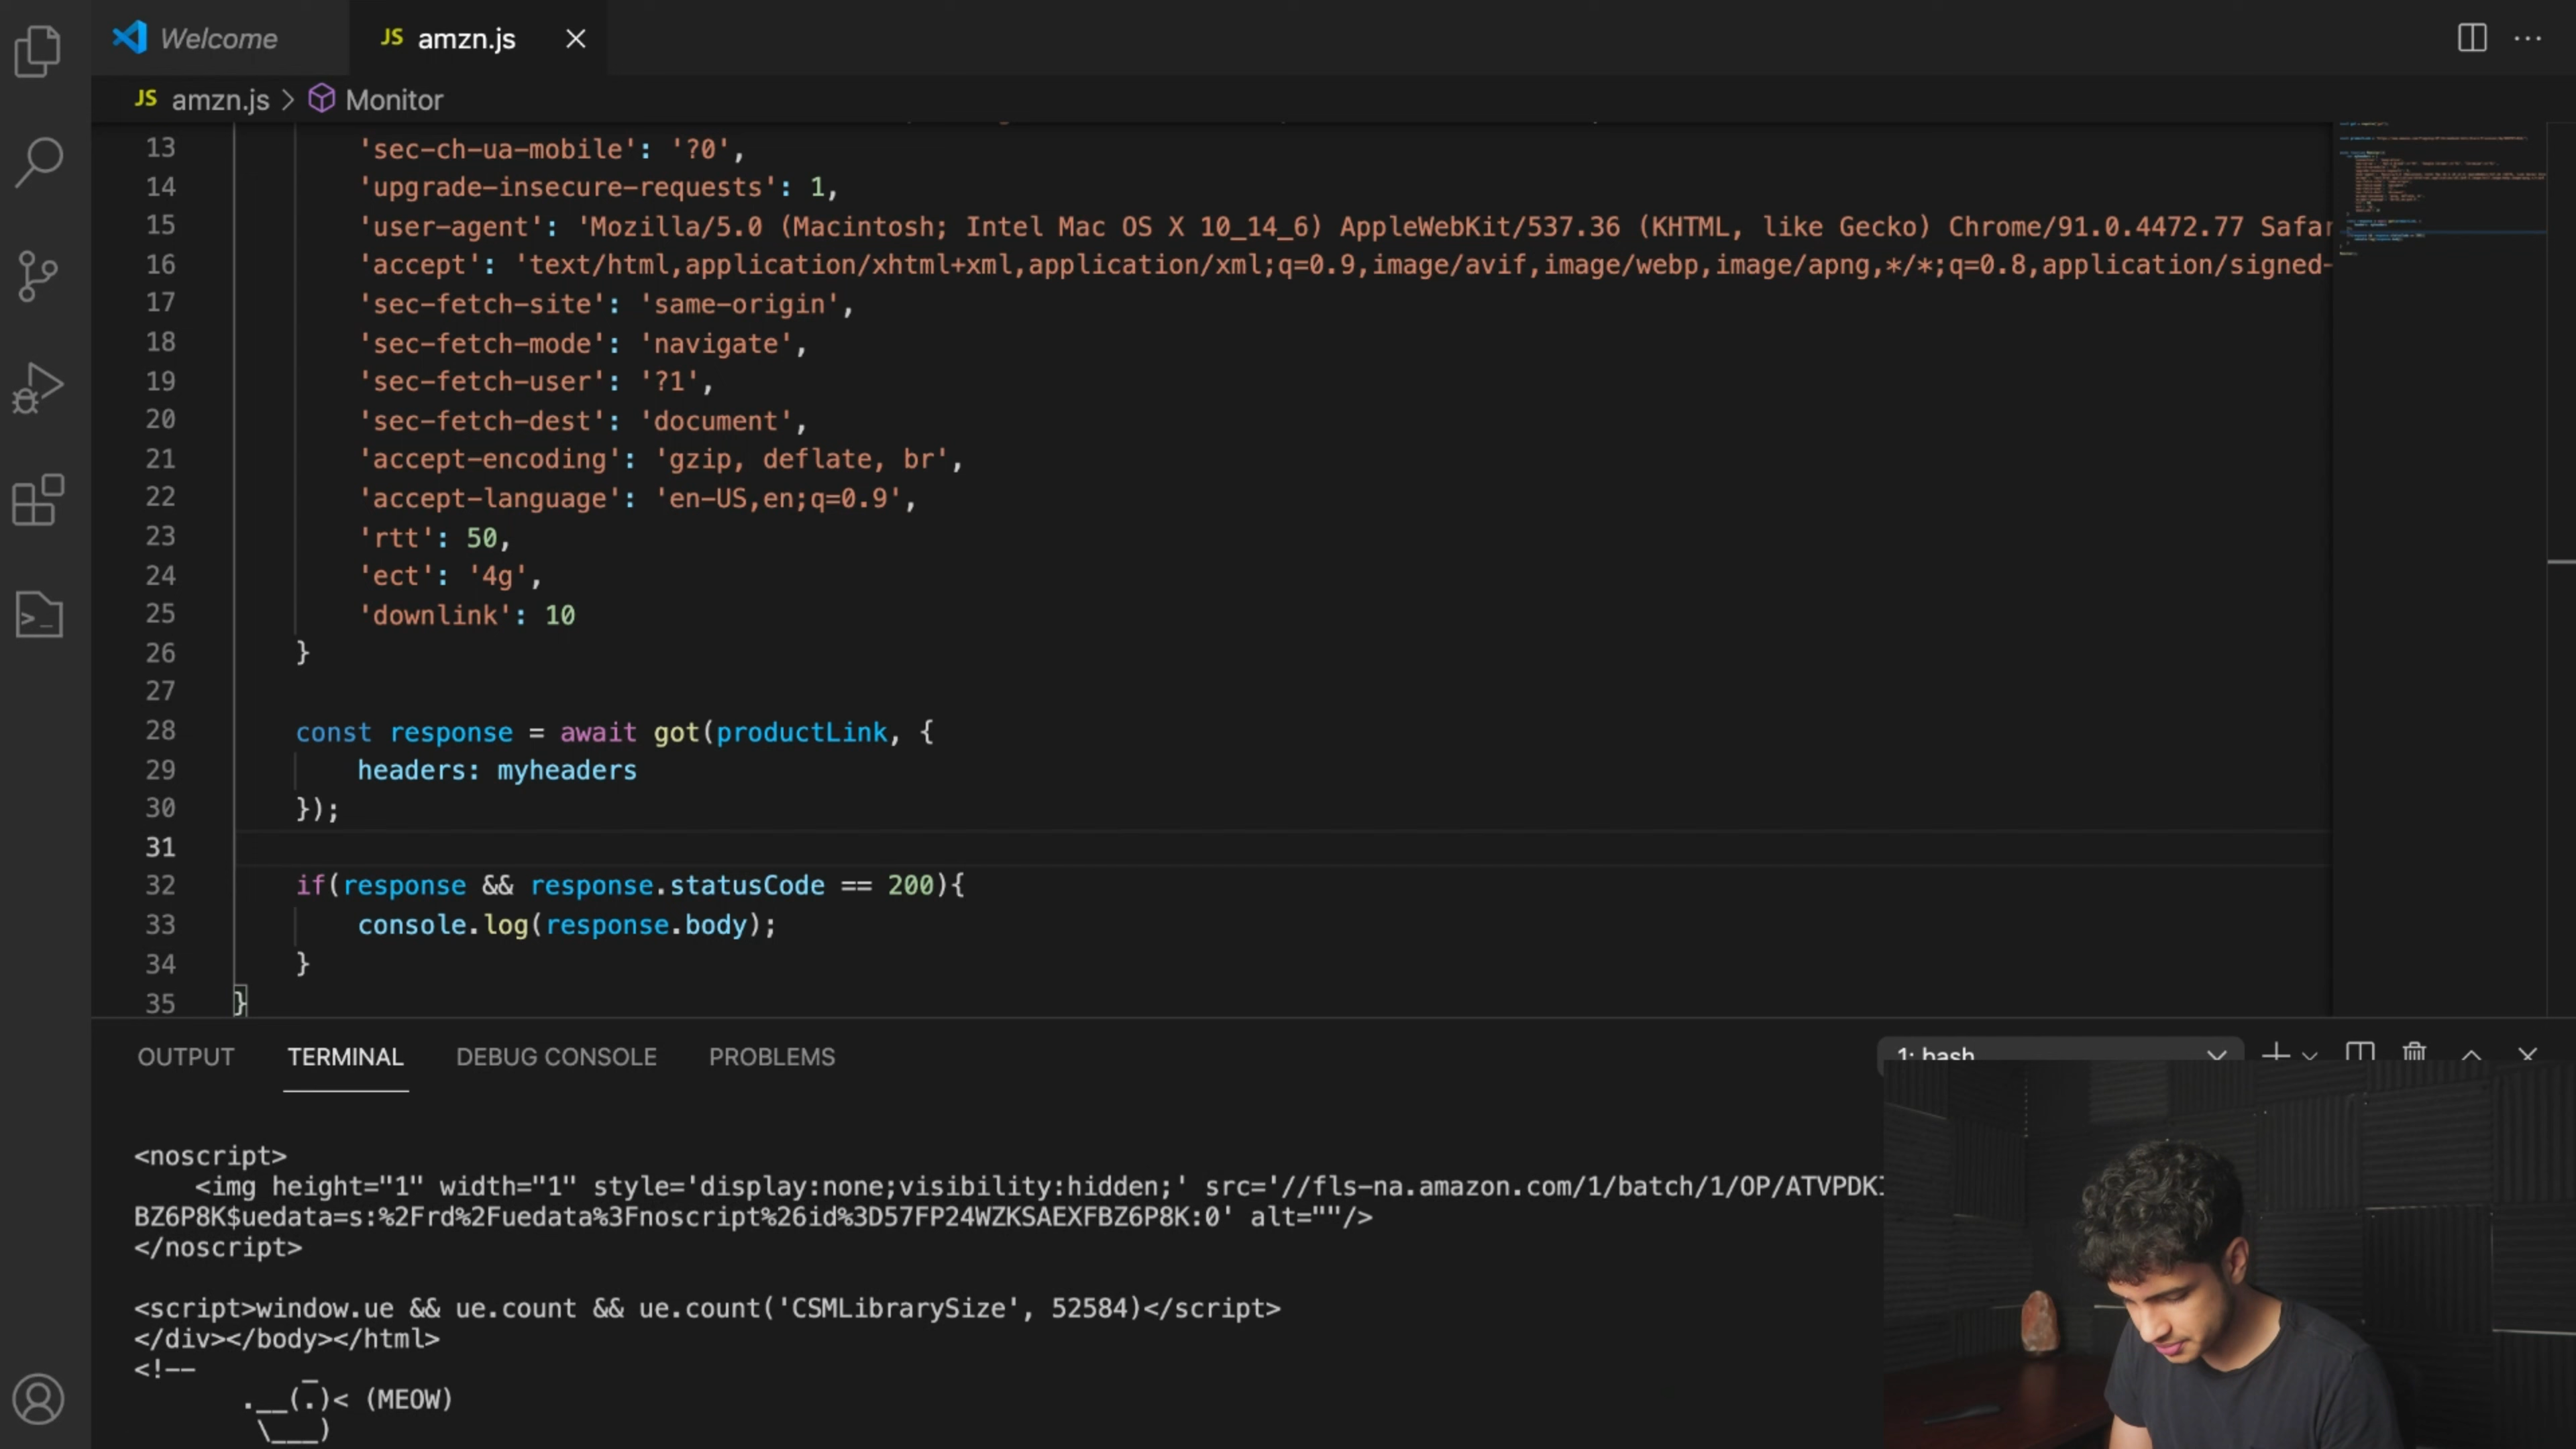 Welcome
JS amzn.js
JS amzn.js > Monitor
13 'sec-ch-ua-mobile': '?0',
14 'upgrade-insecure-requests': 1,
15 'user-agent': 'Mozilla/5.0 (Macintosh; Intel Mac OS X 10_14_6) AppleWebKit/537.36 (KHTML, like Gecko) Chrome/91.0.4472.77 Safar
16 'accept': 'text/html,application/xhtml+xml,application/xml;q=0.9,image/avif,image/webp,image/apng,*/*;q=0.8,application/signed-
17 'sec-fetch-site': 'same-origin',
18 'sec-fetch-mode': 'navigate',
19 'sec-fetch-user': '?1',
20 'sec-fetch-dest': 'document',
21 'accept-encoding': 'gzip, deflate, br',
22 'accept-language': 'en-US,en;q=0.9',
23 'rtt': 50,
24 'ect': '4g',
25 'downlink': 10
26 }
27
28 const response = await got(productLink, {
29 headers: myheaders
30 });
31
32 if(response && response.statusCode == 200){
33 console.log(response.body);
34 }
35 }
OUTPUT TERMINAL DEBUG CONSOLE PROBLEMS 1: bash
<noscript>
<img height="1" width="1" style='display:none;visibility:hidden;' src='//fls-na.amazon.com/1/batch/1/OP/ATVPDK
BZ6P8K$uedata=s:%2Frd%2Fuedata%3Fnoscript%26id%3D57FP24WZKSAEXFBZ6P8K:0' alt=""/>
</noscript>
<script>window.ue && ue.count && ue.count('CSMLibrarySize', 52584)</script>
</div></body></html>
<!--
_
.__(.)< (MEOW)
\___)